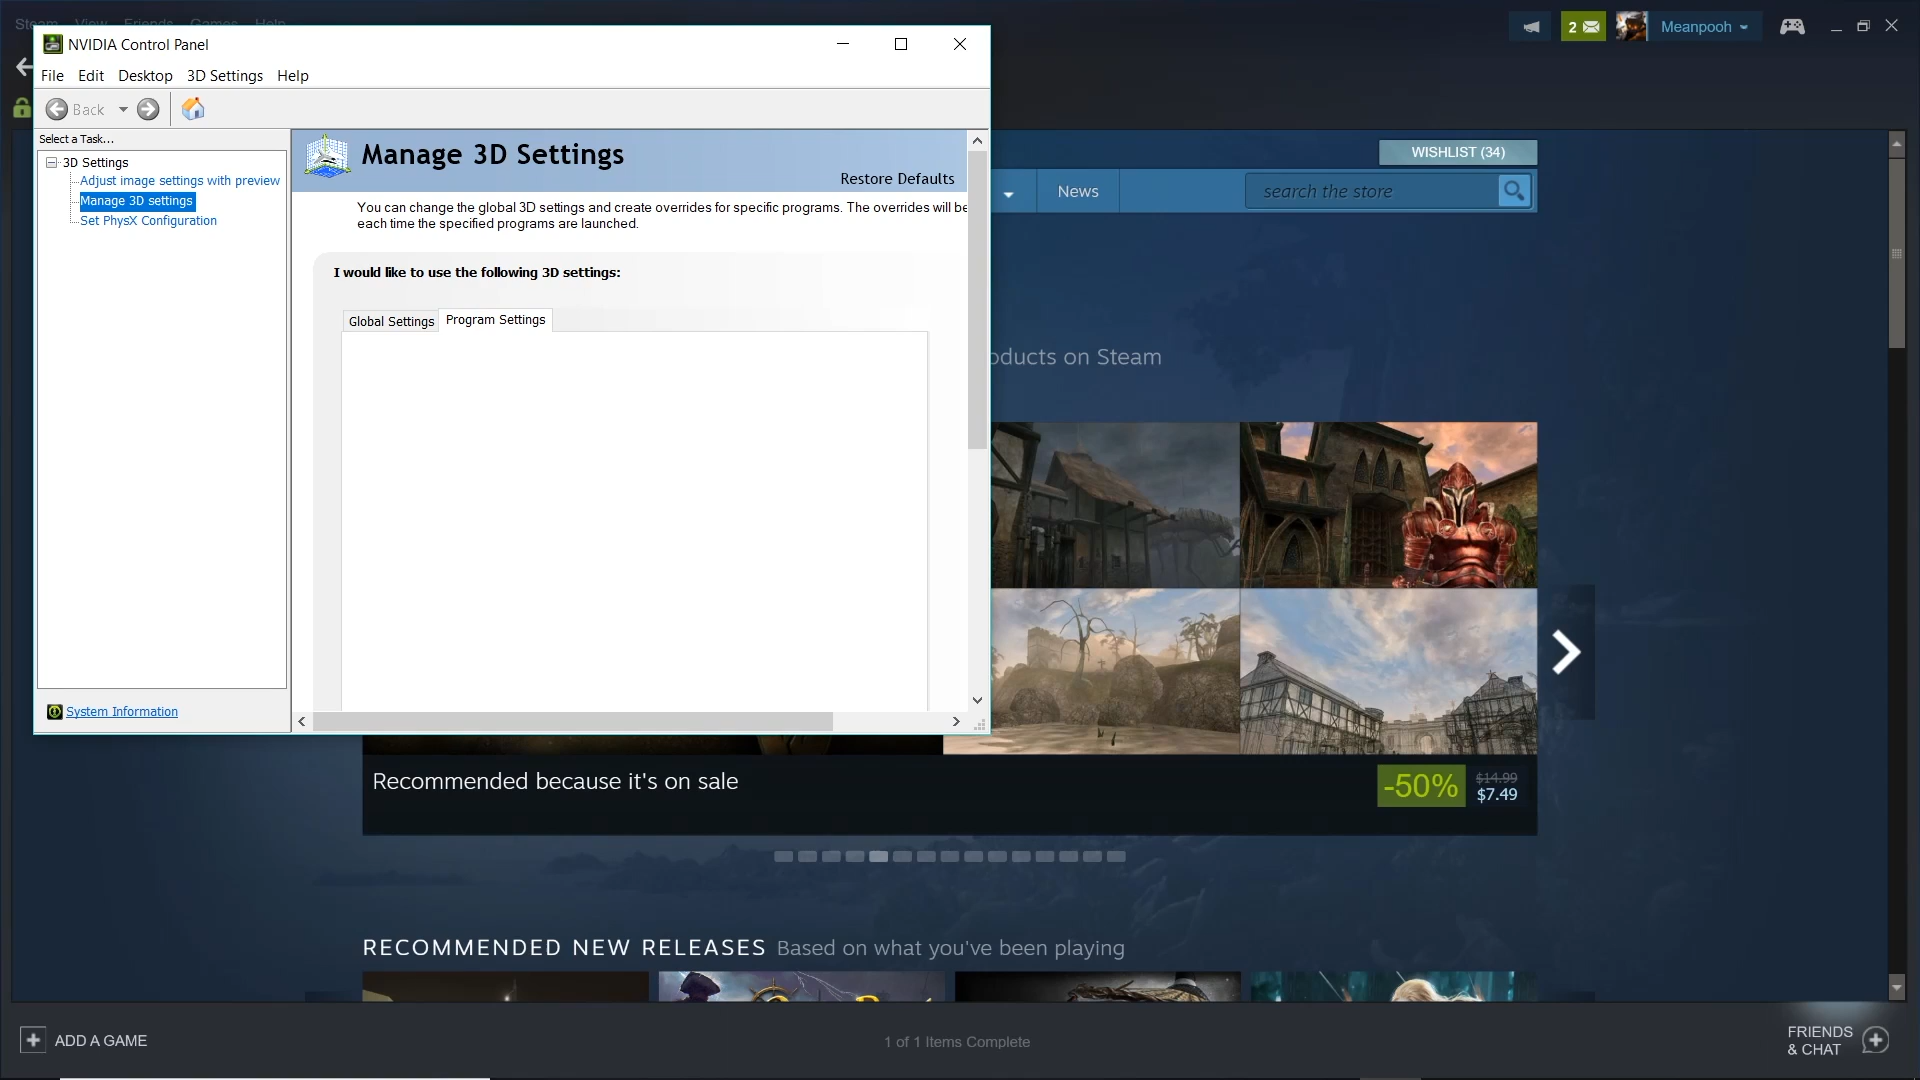 Steam View Friends Games Help
2 Meanpooh
NVIDIA Control Panel
File Edit Desktop 3D Settings Help
Back
Select a Task...
3D Settings
Adjust image settings with preview
Manage 3D settings
Set PhysX Configuration
System Information
Manage 3D Settings
Restore Defaults
You can change the global 3D settings and create overrides for specific programs. The overrides will be
each time the specified programs are launched.
I would like to use the following 3D settings:
Global Settings Program Settings
WISHLIST (34)
News
search the store
oducts on Steam
Recommended because it's on sale
-50% $14.99
$7.49
RECOMMENDED NEW RELEASES Based on what you've been playing
ADD A GAME
1 of 1 Items Complete
FRIENDS
& CHAT